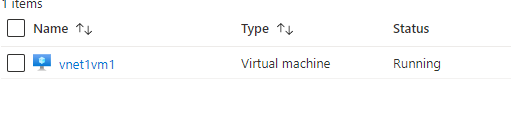 1 items
Name ↑↓ Type ↑↓ Status
vnet1vm1 Virtual machine Running